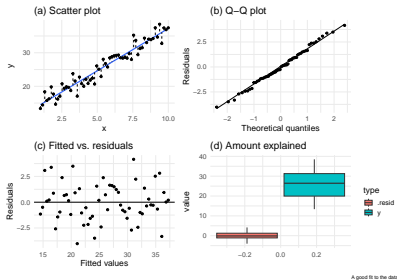 (a) Scatter plot
(b) Q−Q plot
y
30
20
2.5 5.0 7.5 10.0
x
Residuals
2.5
0.0
−2.5
−2 −1 0 1 2
Theoretical quantiles
(c) Fitted vs. residuals
(d) Amount explained
Residuals
2.5
0.0
−2.5
15 20 25 30 35
Fitted values
value
40
30
20
10
0
−0.2 0.0 0.2
type
.resid
y
A good fit to the data